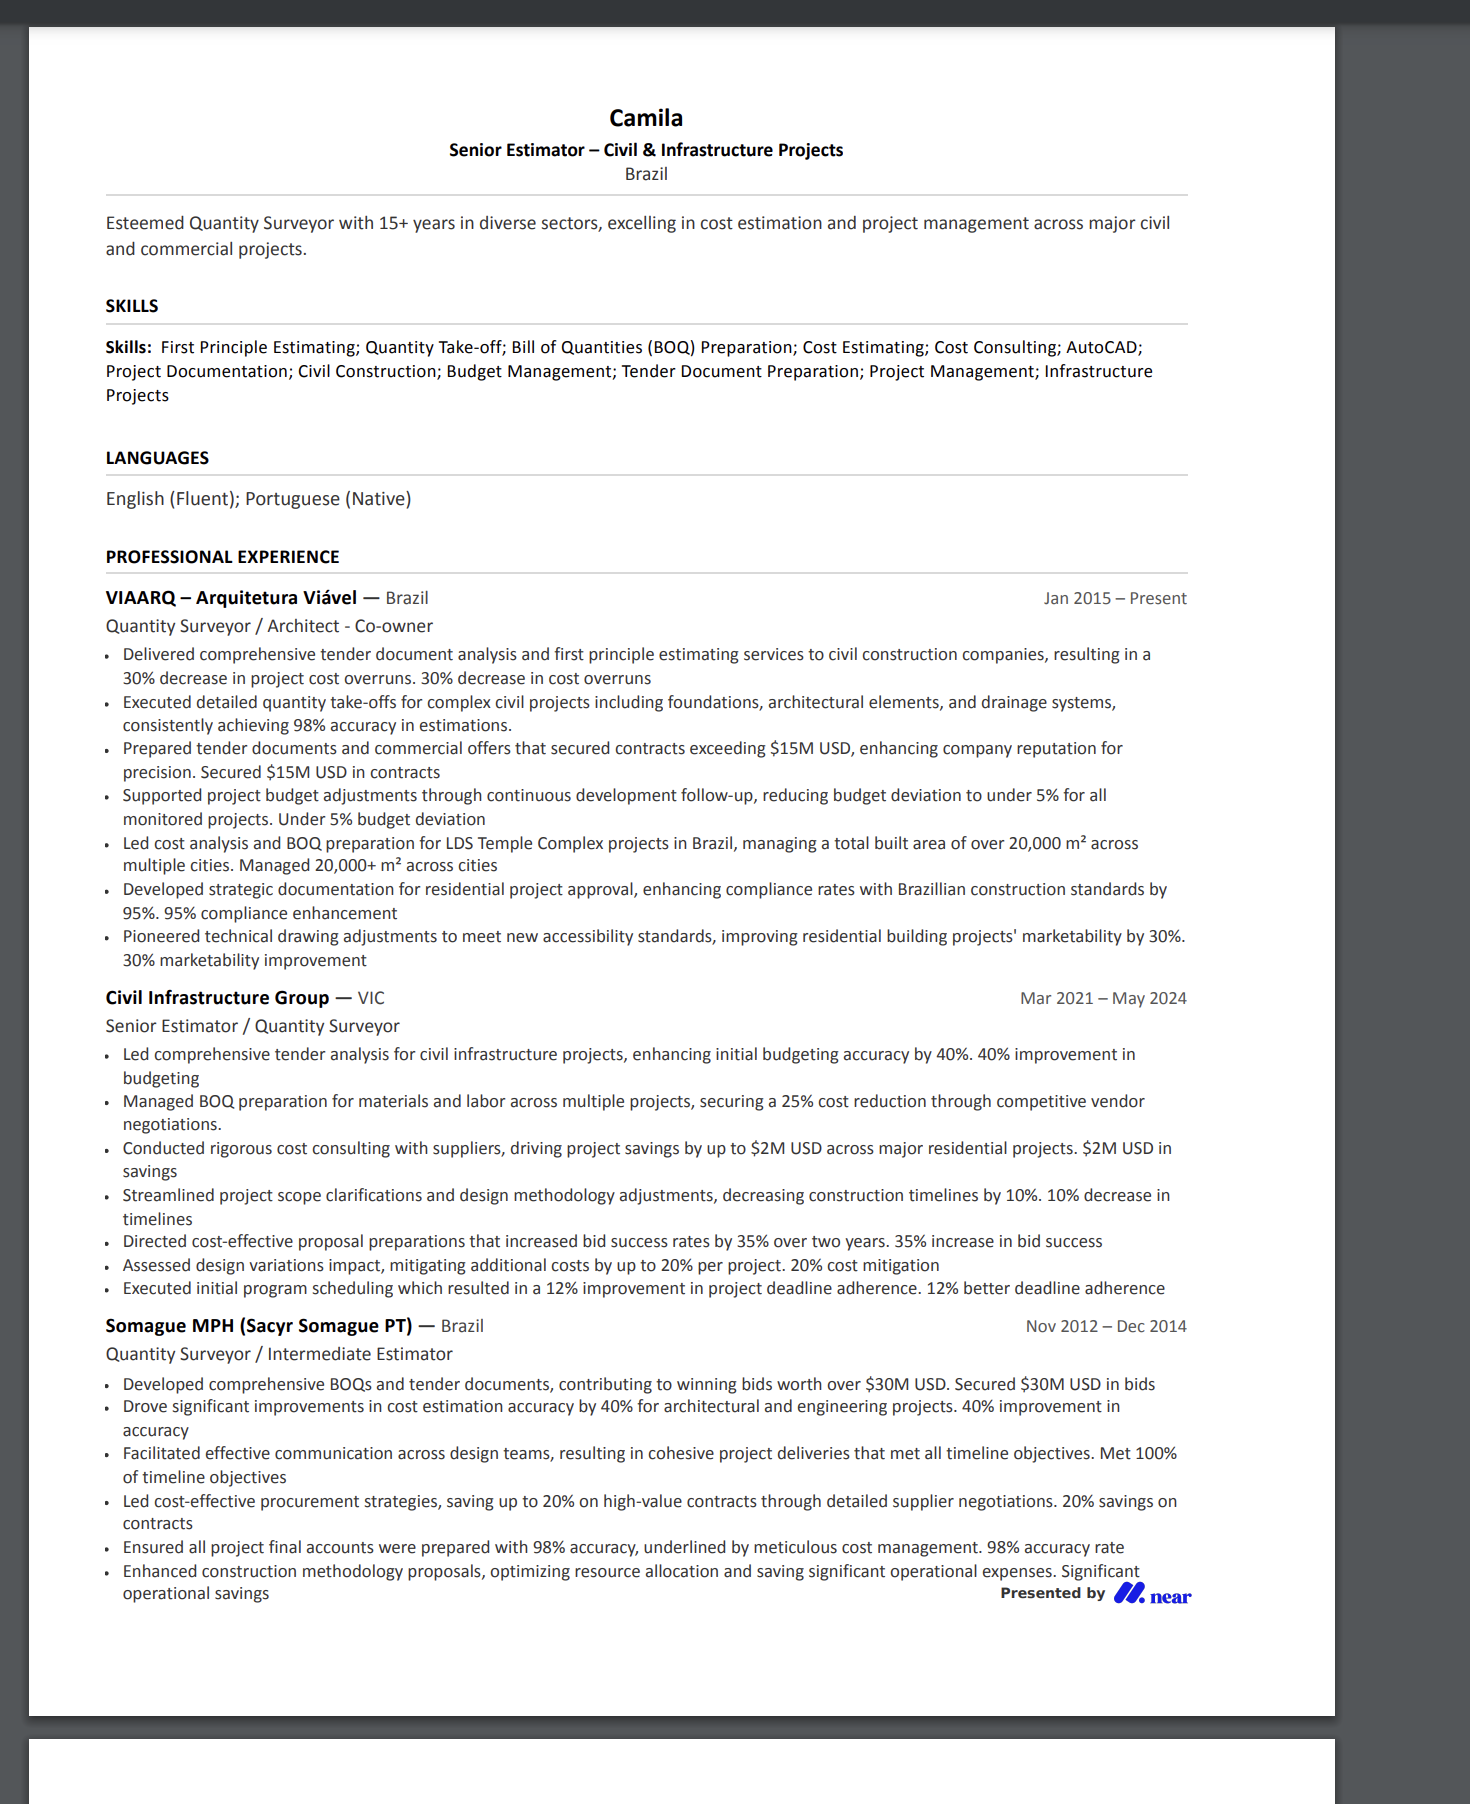 Camila
Senior Estimator – Civil & Infrastructure Projects
Brazil
Esteemed Quantity Surveyor with 15+ years in diverse sectors, excelling in cost estimation and project management across major civil
and commercial projects.
SKILLS
Skills: First Principle Estimating; Quantity Take-off; Bill of Quantities (BOQ) Preparation; Cost Estimating; Cost Consulting; AutoCAD;
Project Documentation; Civil Construction; Budget Management; Tender Document Preparation; Project Management; Infrastructure
Projects
LANGUAGES
English (Fluent); Portuguese (Native)
PROFESSIONAL EXPERIENCE
VIAARQ – Arquitetura Viável — Brazil Jan 2015 – Present
Quantity Surveyor / Architect - Co-owner
• Delivered comprehensive tender document analysis and first principle estimating services to civil construction companies, resulting in a
30% decrease in project cost overruns. 30% decrease in cost overruns
• Executed detailed quantity take-offs for complex civil projects including foundations, architectural elements, and drainage systems,
consistently achieving 98% accuracy in estimations.
• Prepared tender documents and commercial offers that secured contracts exceeding $15M USD, enhancing company reputation for
precision. Secured $15M USD in contracts
• Supported project budget adjustments through continuous development follow-up, reducing budget deviation to under 5% for all
monitored projects. Under 5% budget deviation
• Led cost analysis and BOQ preparation for LDS Temple Complex projects in Brazil, managing a total built area of over 20,000 m² across
multiple cities. Managed 20,000+ m² across cities
• Developed strategic documentation for residential project approval, enhancing compliance rates with Brazillian construction standards by
95%. 95% compliance enhancement
• Pioneered technical drawing adjustments to meet new accessibility standards, improving residential building projects' marketability by 30%.
30% marketability improvement
Civil Infrastructure Group — VIC Mar 2021 – May 2024
Senior Estimator / Quantity Surveyor
• Led comprehensive tender analysis for civil infrastructure projects, enhancing initial budgeting accuracy by 40%. 40% improvement in
budgeting
• Managed BOQ preparation for materials and labor across multiple projects, securing a 25% cost reduction through competitive vendor
negotiations.
• Conducted rigorous cost consulting with suppliers, driving project savings by up to $2M USD across major residential projects. $2M USD in
savings
• Streamlined project scope clarifications and design methodology adjustments, decreasing construction timelines by 10%. 10% decrease in
timelines
• Directed cost-effective proposal preparations that increased bid success rates by 35% over two years. 35% increase in bid success
• Assessed design variations impact, mitigating additional costs by up to 20% per project. 20% cost mitigation
• Executed initial program scheduling which resulted in a 12% improvement in project deadline adherence. 12% better deadline adherence
Somague MPH (Sacyr Somague PT) — Brazil Nov 2012 – Dec 2014
Quantity Surveyor / Intermediate Estimator
• Developed comprehensive BOQs and tender documents, contributing to winning bids worth over $30M USD. Secured $30M USD in bids
• Drove significant improvements in cost estimation accuracy by 40% for architectural and engineering projects. 40% improvement in
accuracy
• Facilitated effective communication across design teams, resulting in cohesive project deliveries that met all timeline objectives. Met 100%
of timeline objectives
• Led cost-effective procurement strategies, saving up to 20% on high-value contracts through detailed supplier negotiations. 20% savings on
contracts
• Ensured all project final accounts were prepared with 98% accuracy, underlined by meticulous cost management. 98% accuracy rate
• Enhanced construction methodology proposals, optimizing resource allocation and saving significant operational expenses. Significant
operational savings
Presented by near